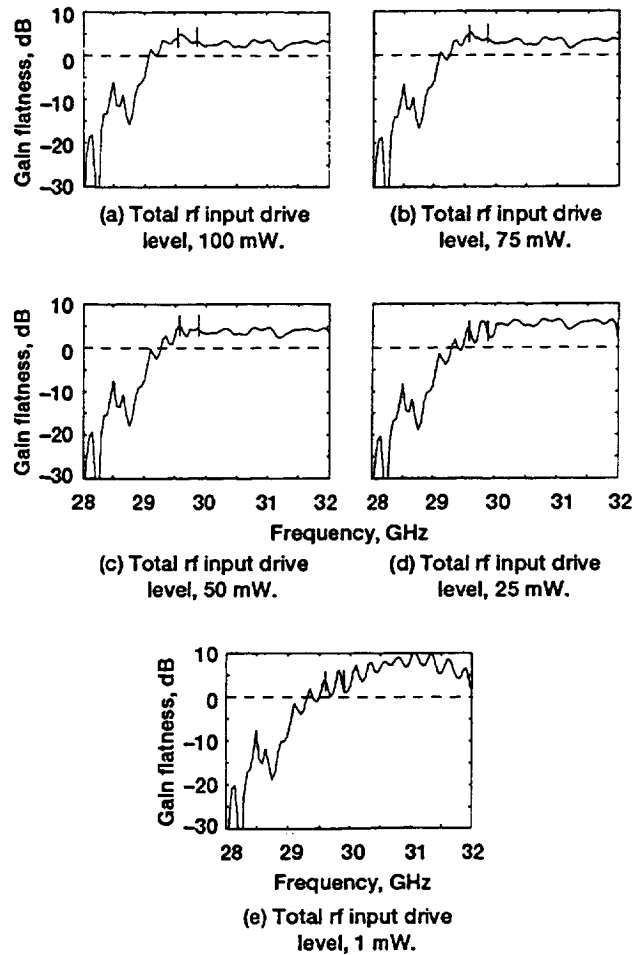 10
0
–10
–20
–30
Gain flatness, dB
(a) Total rf input drive
level, 100 mW.
(b) Total rf input drive
level, 75 mW.
10
0
–10
–20
–30
Gain flatness, dB
28 29 30 31 32
28 29 30 31 32
Frequency, GHz
(c) Total rf input drive
level, 50 mW.
(d) Total rf input drive
level, 25 mW.
10
0
–10
–20
–30
Gain flatness, dB
28 29 30 31 32
Frequency, GHz
(e) Total rf input drive
level, 1 mW.